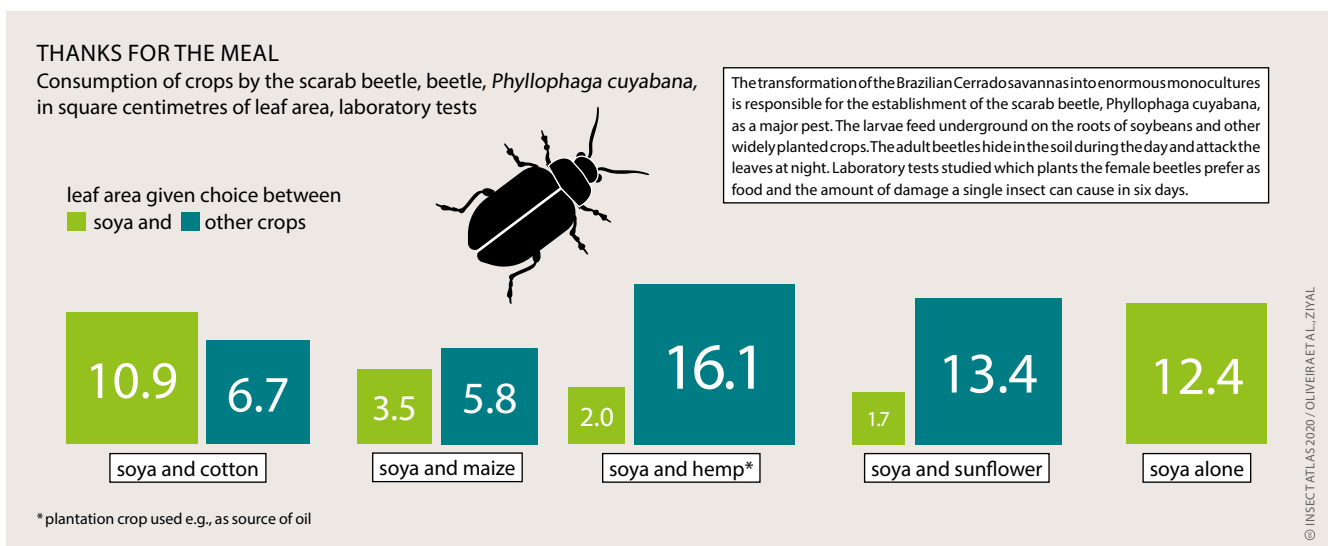 THANKS FOR THE MEAL
Consumption of crops by the scarab beetle, beetle, Phyllophaga cuyabana,
in square centimetres of leaf area, laboratory tests
The transformation of the Brazilian Cerrado savannas into enormous monocultures
is responsible for the establishment of the scarab beetle, Phyllophaga cuyabana,
as a major pest. The larvae feed underground on the roots of soybeans and other
widely planted crops. The adult beetles hide in the soil during the day and attack the
leaves at night. Laboratory tests studied which plants the female beetles prefer as
food and the amount of damage a single insect can cause in six days.
leaf area given choice between
soya and other crops
10.9 6.7
soya and cotton
3.5 5.8
soya and maize
2.0 16.1
soya and hemp*
1.7 13.4
soya and sunflower
12.4
soya alone
* plantation crop used e.g., as source of oil
INSECT ATLAS 2020 / OLIVEIRA ET AL., ZIYAL